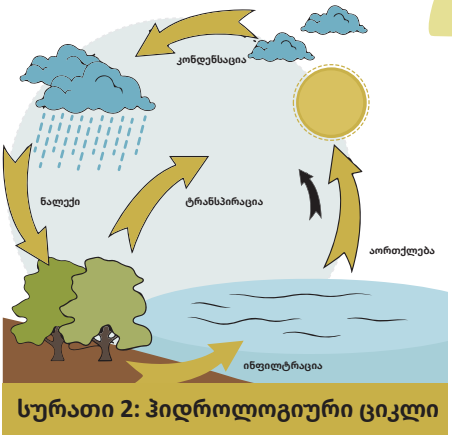 კონდენსაცია
ნალექი
ტრანსპირაცია
აორთქლება
ინფილტრაცია
სურათი 2: ჰიდროლოგიური ციკლი